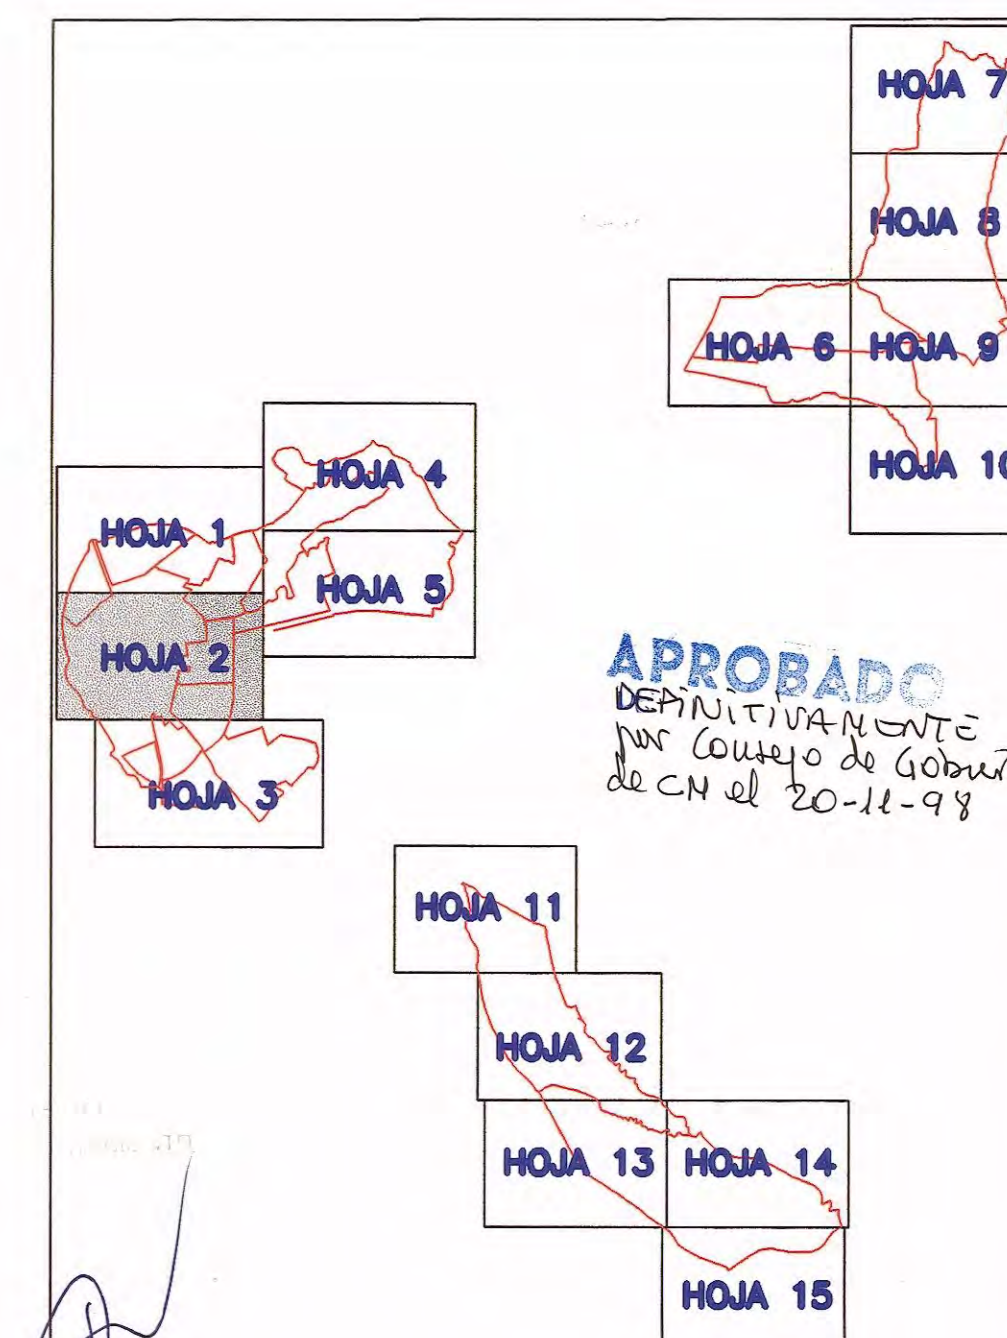 HOJA 7
HOJA 8
HOJA 6
HOJA 9
HOJA 4
HOJA 10
HOJA 1
HOJA 5
HOJA 2
APROBADO
DEFINITIVAMENTE
por Consejo de Gobier
de CM el 20-11-98
HOJA 3
HOJA 11
HOJA 12
HOJA 13
HOJA 14
HOJA 15